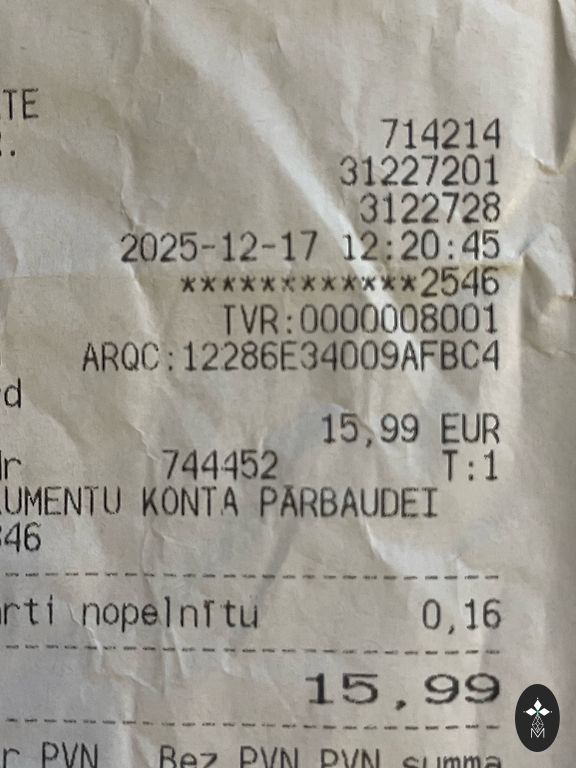 TE
714214
31227201
3122728
2025-12-17 12:20:45
************2546
TVR:0000008001
ARQC:12286E34009AFBC4
d
15,99 EUR
744452 T:1
UMENTU KONTA PĀRBAUDEI
46
rti nopelnītu 0,16
15,99
r PVN Bez PVN PVN summa
M